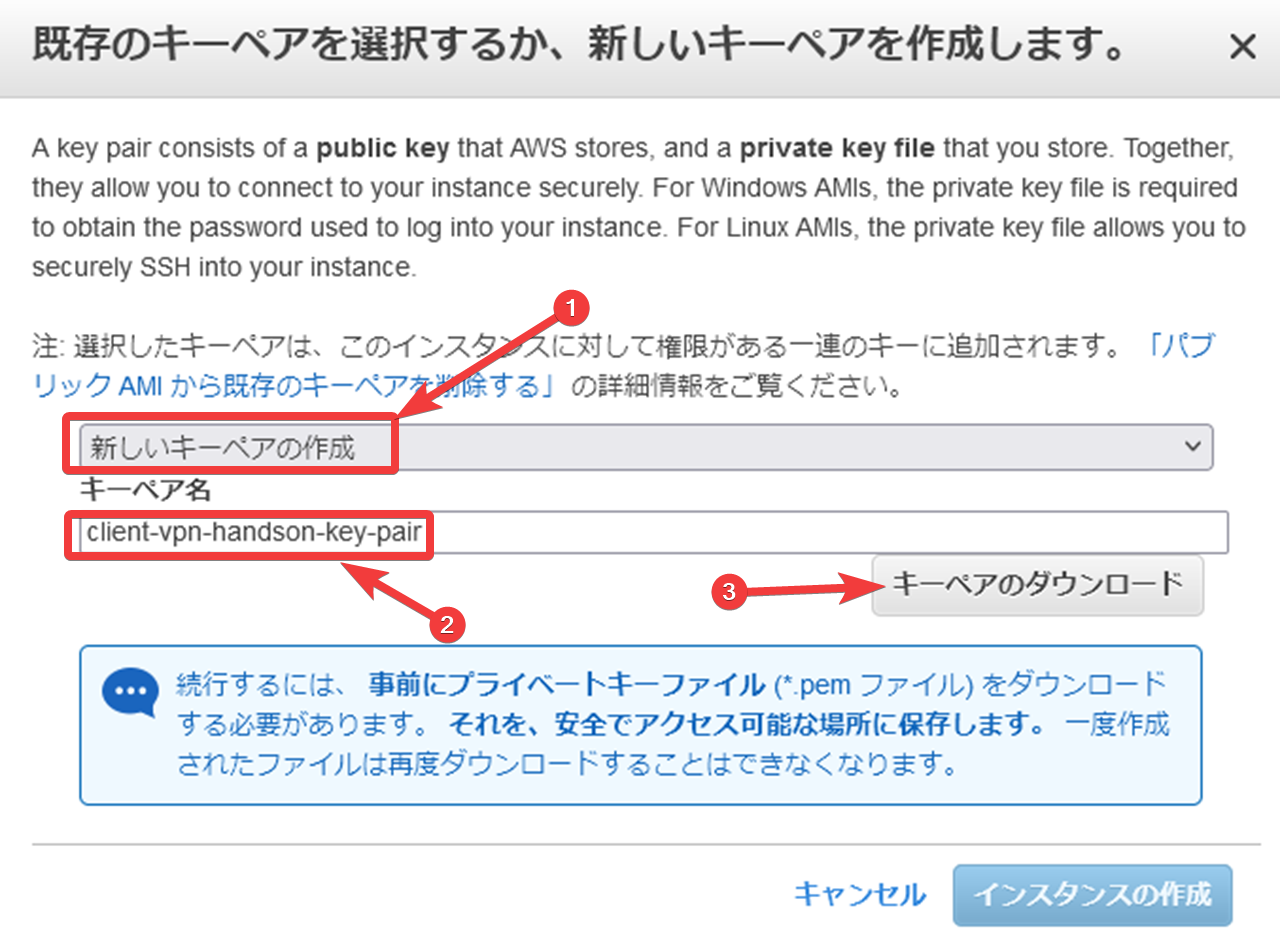 既存のキーペアを選択するか、新しいキーペアを作成します。
A key pair consists of a public key that AWS stores, and a private key file that you store. Together,
they allow you to connect to your instance securely. For Windows AMIs, the private key file is required
to obtain the password used to log into your instance. For Linux AMIs, the private key file allows you to
securely SSH into your instance.
1
注: 選択したキーペアは、このインスタンスに対して権限がある一連のキーに追加されます。 「パブ
リック AMI から既存のキーペアを削除する」 の詳細情報をご覧ください。
新しいキーペアの作成
キーペア名
client-vpn-handson-key-pair
3
キーペアのダウンロード
2
続行するには、 事前にプライベートキーファイル (*.pem ファイル) をダウンロード
する必要があります。 それを、安全でアクセス可能な場所に保存します。 一度作成
されたファイルは再度ダウンロードすることはできなくなります。
キャンセル
インスタンスの作成